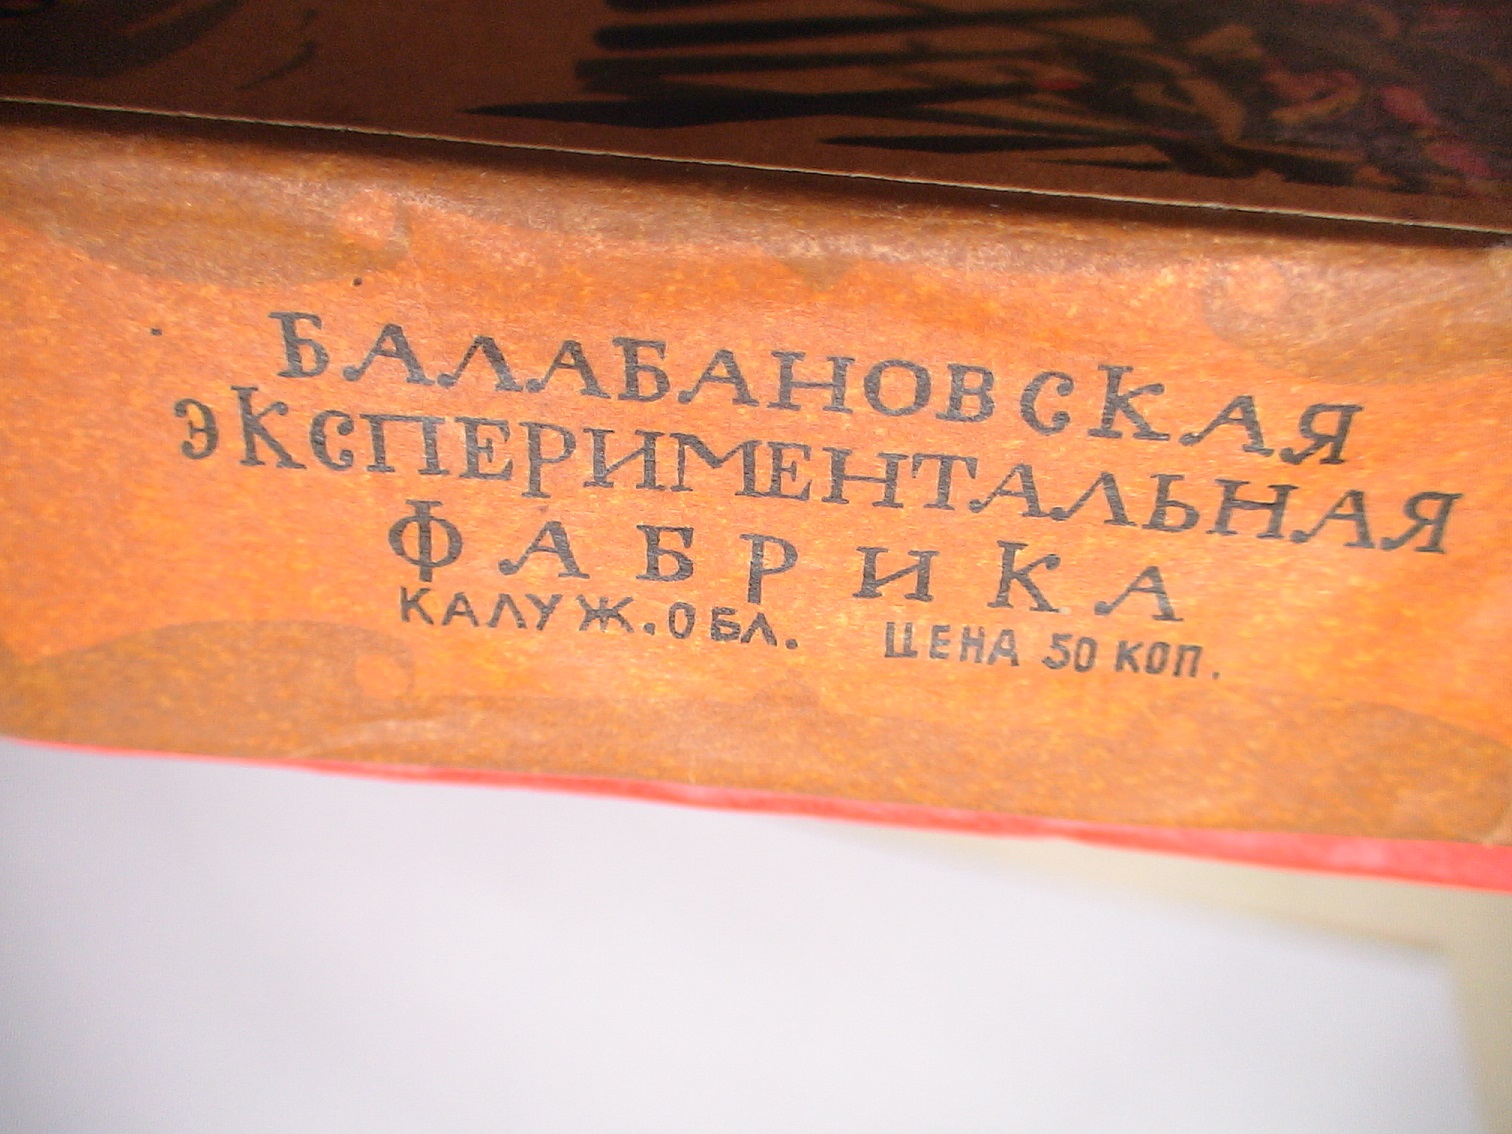 БАЛАБАНОВСКАЯ
ЭКСПЕРИМЕНТАЛЬНАЯ
ФАБРИКА
КАЛУЖ. ОБЛ. ЦЕНА 50 КОП.